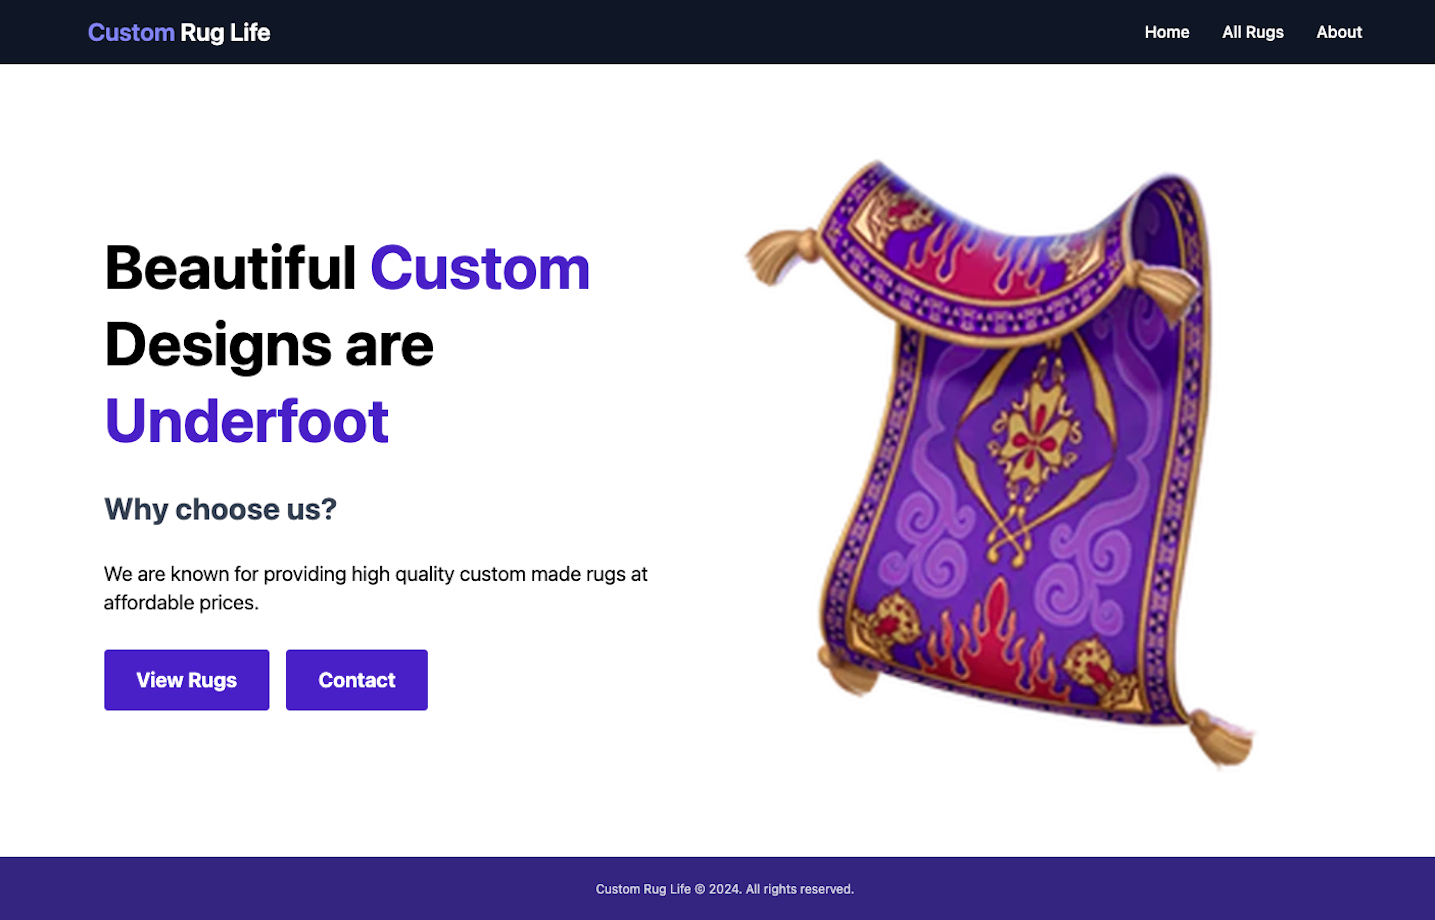 Custom Rug Life
Home
All Rugs
About
Beautiful Custom
Designs are
Underfoot
Why choose us?
We are known for providing high quality custom made rugs at
affordable prices.
View Rugs
Contact
Custom Rug Life © 2024. All rights reserved.